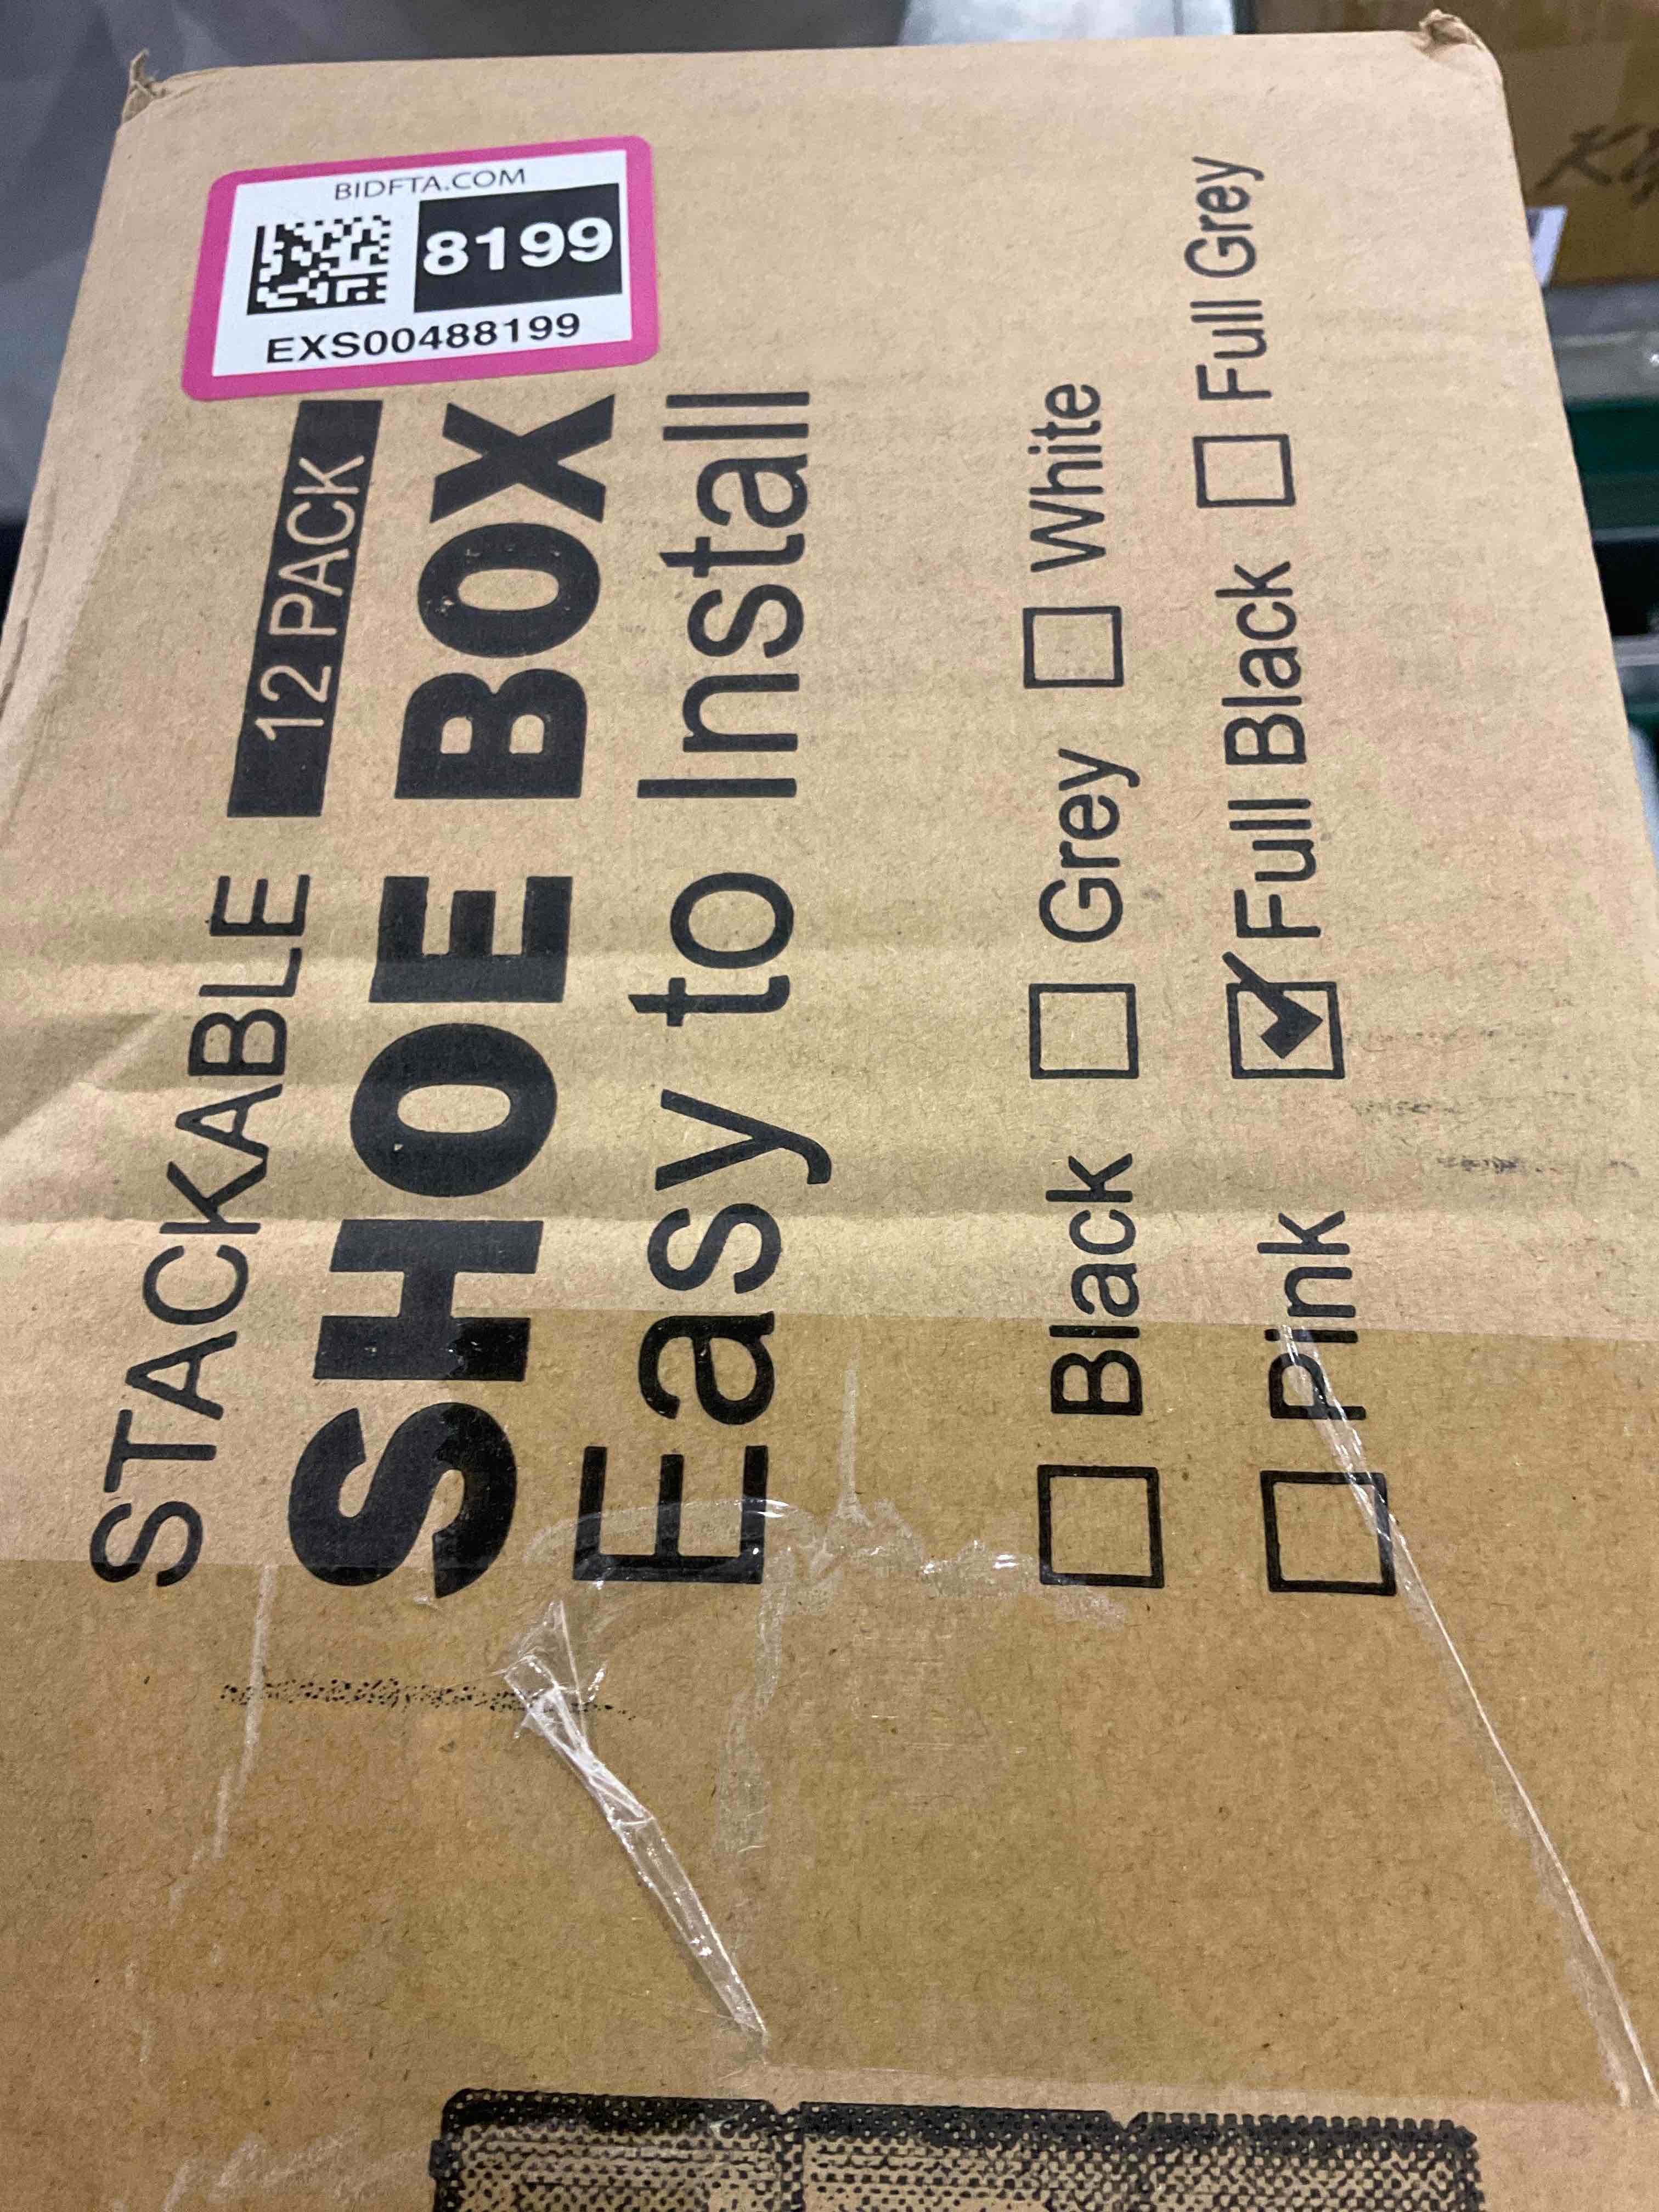 BIDFTA.COM
8199
EXS00488199
STACKABLE 12 PACK
SHOE BOX
Easy to Install
Black Grey White
Pink Full Black Full Grey